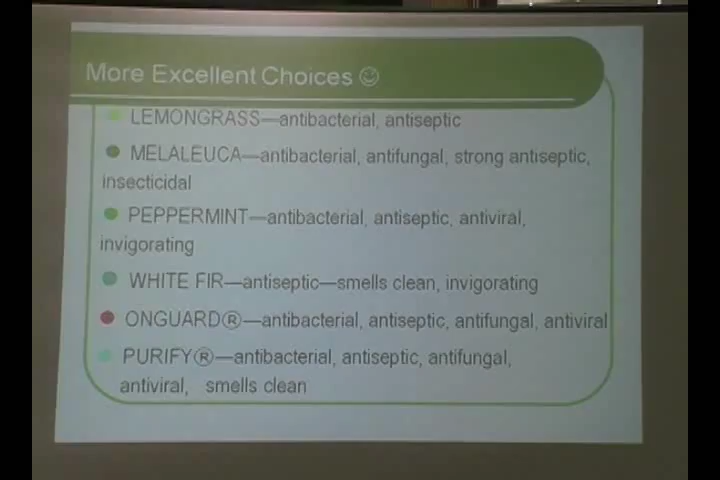 More Excellent Choices ☺
LEMONGRASS—antibacterial, antiseptic
MELALEUCA—antibacterial, antifungal, strong antiseptic,
insecticidal
PEPPERMINT—antibacterial, antiseptic, antiviral,
invigorating
WHITE FIR—antiseptic—smells clean, invigorating
ONGUARD®—antibacterial, antiseptic, antifungal, antiviral
PURIFY®—antibacterial, antiseptic, antifungal,
antiviral, smells clean